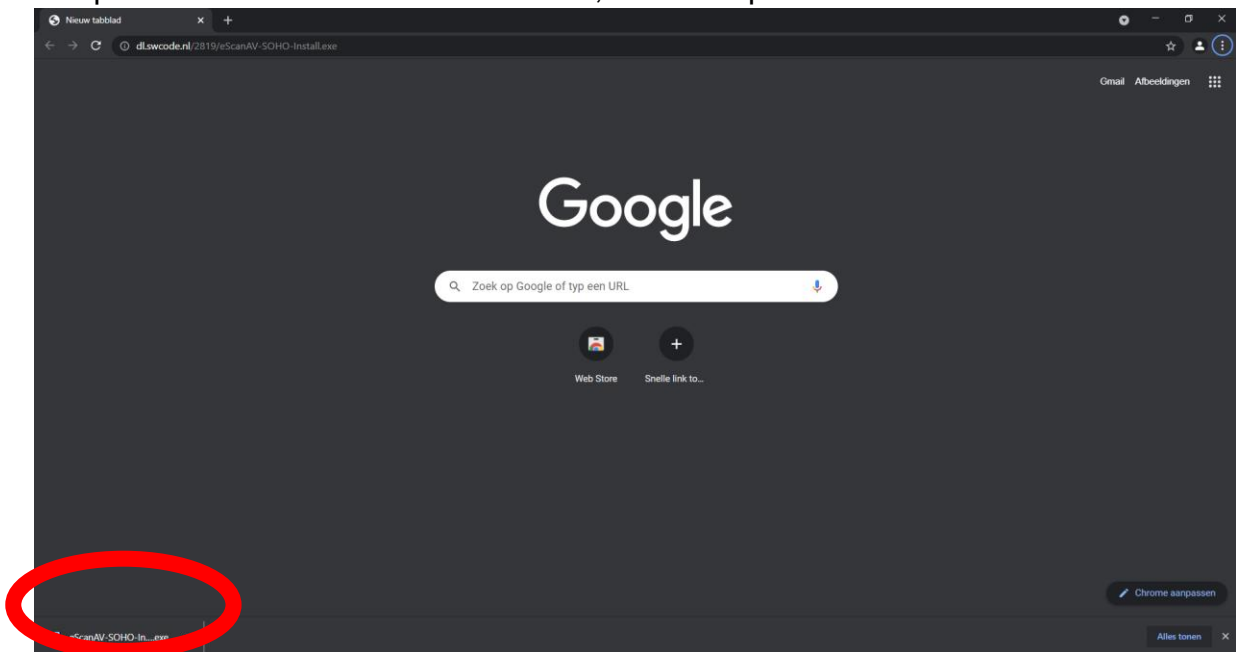 Nieuw tabblad
dl.swcode.nl/2819/eScanAV-SOHO-Install.exe
Gmail Afbeeldingen
Google
Zoek op Google of typ een URL
Web Store Snelle link to...
Chrome aanpassen
eScanAV-SOHO-In....exe
Alles tonen